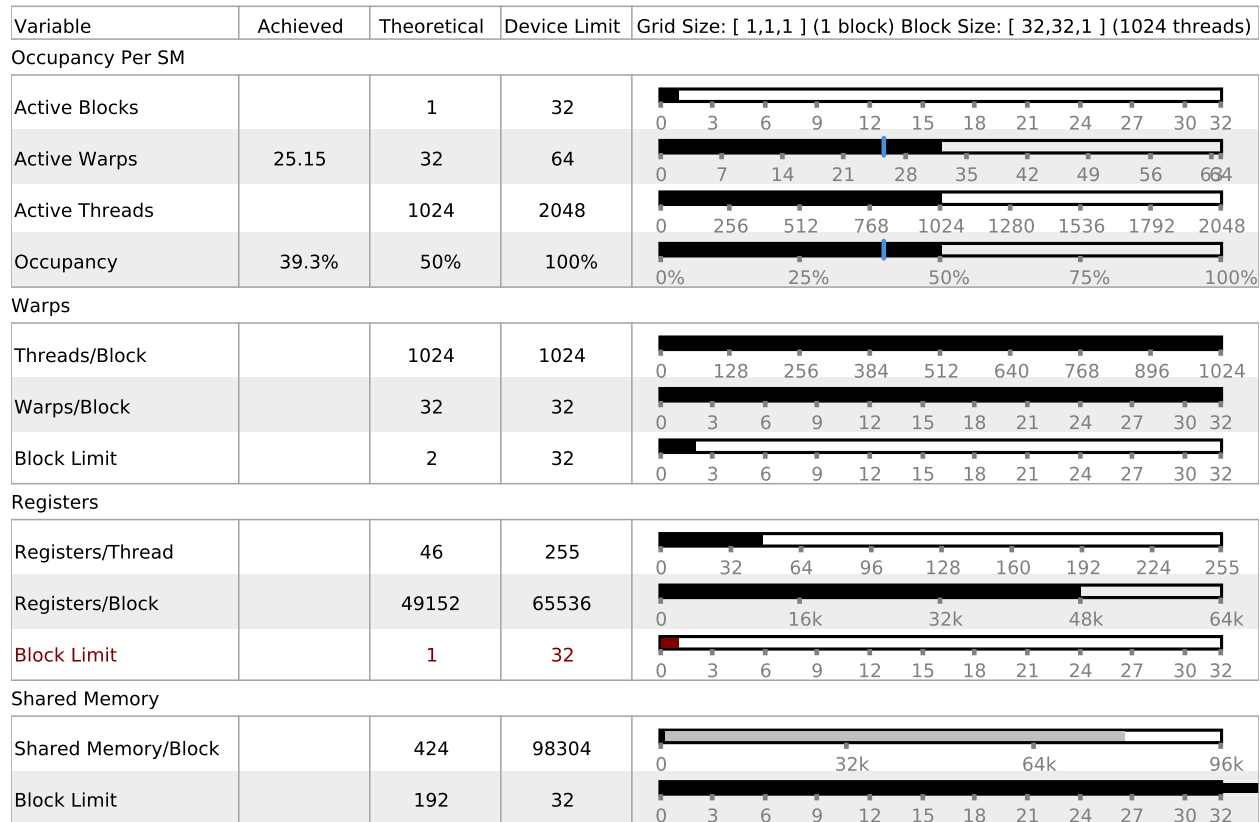 Variable Achieved Theoretical Device Limit Grid Size: [ 1,1,1 ] (1 block) Block Size: [ 32,32,1 ] (1024 threads)
Occupancy Per SM
Active Blocks 1 32
0 3 6 9 12 15 18 21 24 27 30 32
Active Warps 25.15 32 64
0 7 14 21 28 35 42 49 56 63 64
Active Threads 1024 2048
0 256 512 768 1024 1280 1536 1792 2048
Occupancy 39.3% 50% 100%
0% 25% 50% 75% 100%
Warps
Threads/Block 1024 1024
0 128 256 384 512 640 768 896 1024
Warps/Block 32 32
0 3 6 9 12 15 18 21 24 27 30 32
Block Limit 2 32
0 3 6 9 12 15 18 21 24 27 30 32
Registers
Registers/Thread 46 255
0 32 64 96 128 160 192 224 255
Registers/Block 49152 65536
0 16k 32k 48k 64k
Block Limit 1 32
0 3 6 9 12 15 18 21 24 27 30 32
Shared Memory
Shared Memory/Block 424 98304
0 32k 64k 96k
Block Limit 192 32
0 3 6 9 12 15 18 21 24 27 30 32